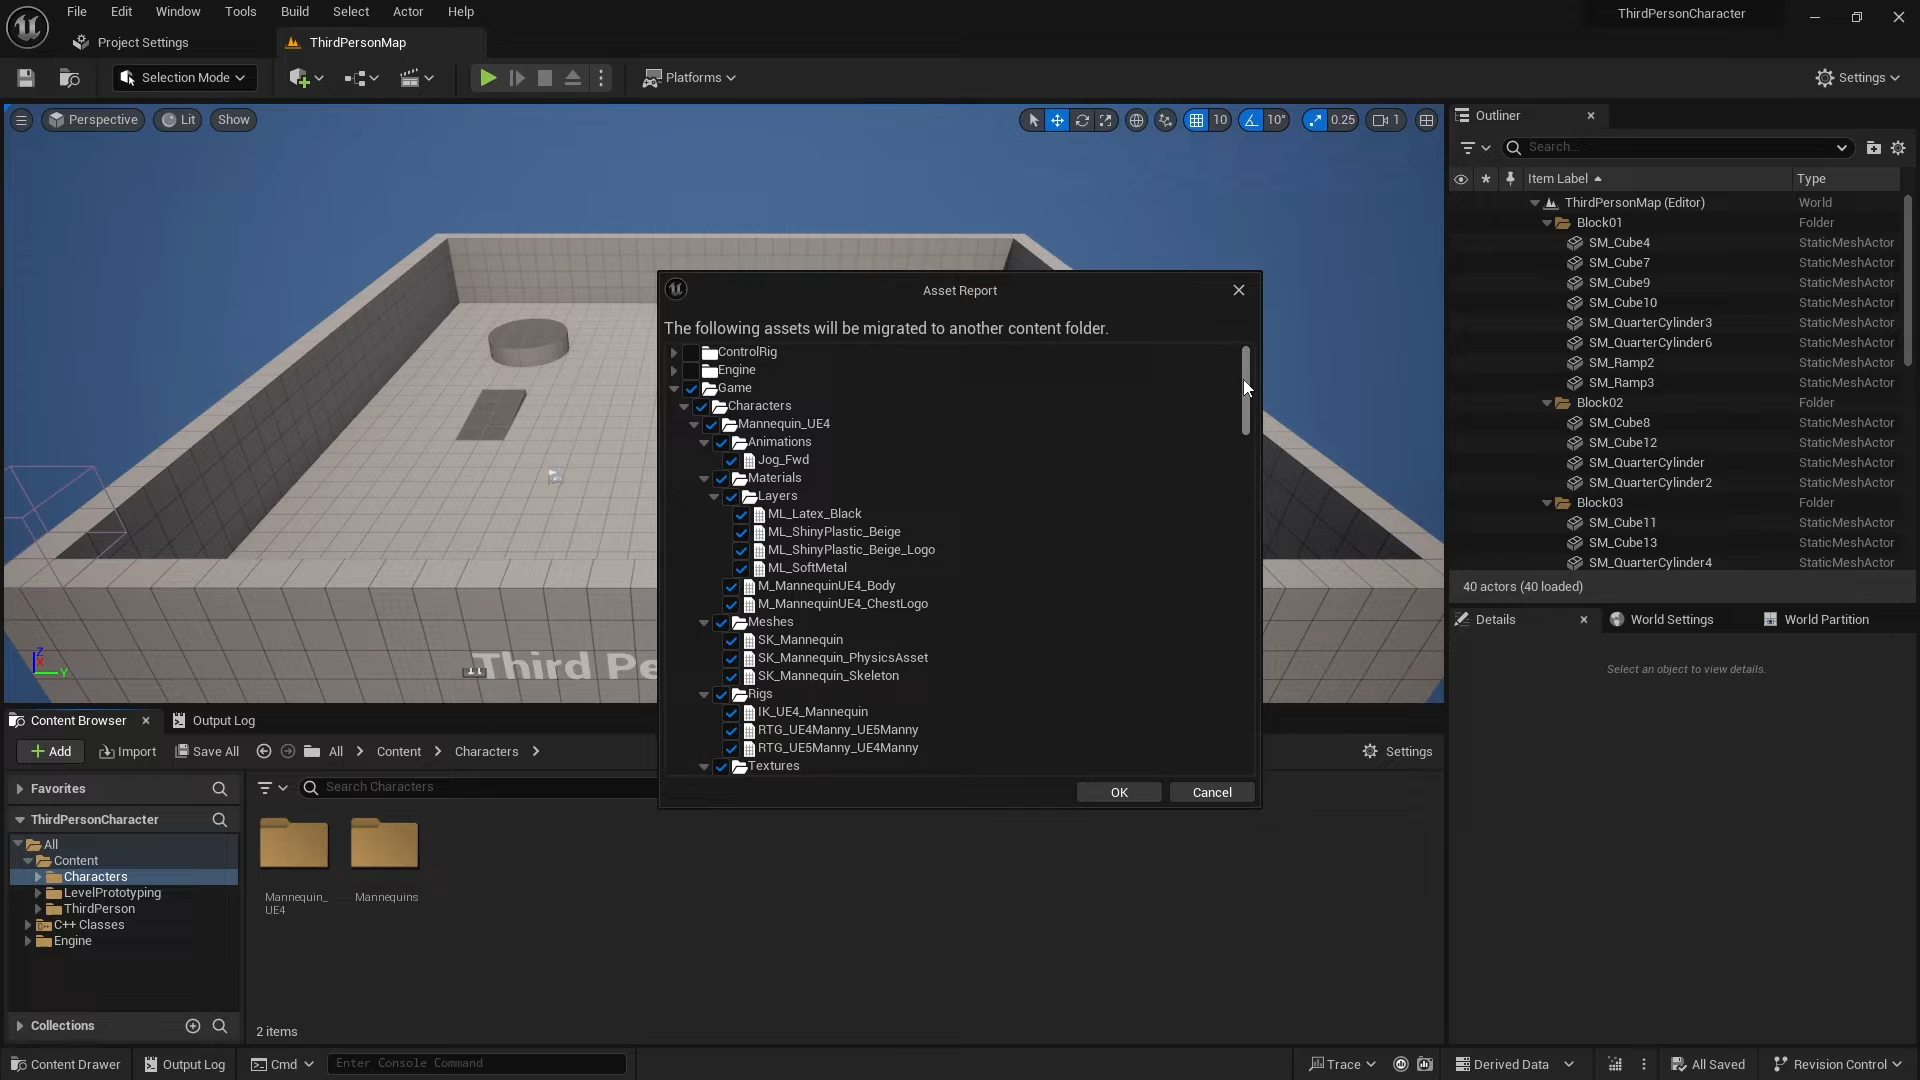 File Edit Window Tools Build Select Actor Help
ThirdPersonCharacter
Project Settings
ThirdPersonMap
Selection Mode
Platforms
Settings
Perspective
Lit
Show
10
10°
0.25
1
Outliner
Search...
Item Label
Type
ThirdPersonMap (Editor) World
Block01 Folder
SM_Cube4 StaticMeshActor
SM_Cube7 StaticMeshActor
SM_Cube9 StaticMeshActor
SM_Cube10 StaticMeshActor
SM_QuarterCylinder3 StaticMeshActor
SM_QuarterCylinder6 StaticMeshActor
SM_Ramp2 StaticMeshActor
SM_Ramp3 StaticMeshActor
Block02 Folder
SM_Cube8 StaticMeshActor
SM_Cube12 StaticMeshActor
SM_QuarterCylinder StaticMeshActor
SM_QuarterCylinder2 StaticMeshActor
Block03 Folder
SM_Cube11 StaticMeshActor
SM_Cube13 StaticMeshActor
SM_QuarterCylinder4 StaticMeshActor
40 actors (40 loaded)
Details
World Settings
World Partition
Select an object to view details.
Asset Report
The following assets will be migrated to another content folder.
ControlRig
Engine
Game
Characters
Mannequin_UE4
Animations
Jog_Fwd
Materials
Layers
ML_Latex_Black
ML_ShinyPlastic_Beige
ML_ShinyPlastic_Beige_Logo
ML_SoftMetal
M_MannequinUE4_Body
M_MannequinUE4_ChestLogo
Meshes
SK_Mannequin
SK_Mannequin_PhysicsAsset
SK_Mannequin_Skeleton
Rigs
IK_UE4_Mannequin
RTG_UE4Manny_UE5Manny
RTG_UE5Manny_UE4Manny
Textures
OK
Cancel
Third Pe
Z
X
Y
Content Browser
Output Log
Add
Import
Save All
All
Content
Characters
Settings
Favorites
Search Characters
ThirdPersonCharacter
All
Content
Characters
LevelPrototyping
ThirdPerson
C++ Classes
Engine
Mannequin_
UE4
Mannequins
Collections
2 items
Content Drawer
Output Log
Cmd
Enter Console Command
Trace
Derived Data
All Saved
Revision Control